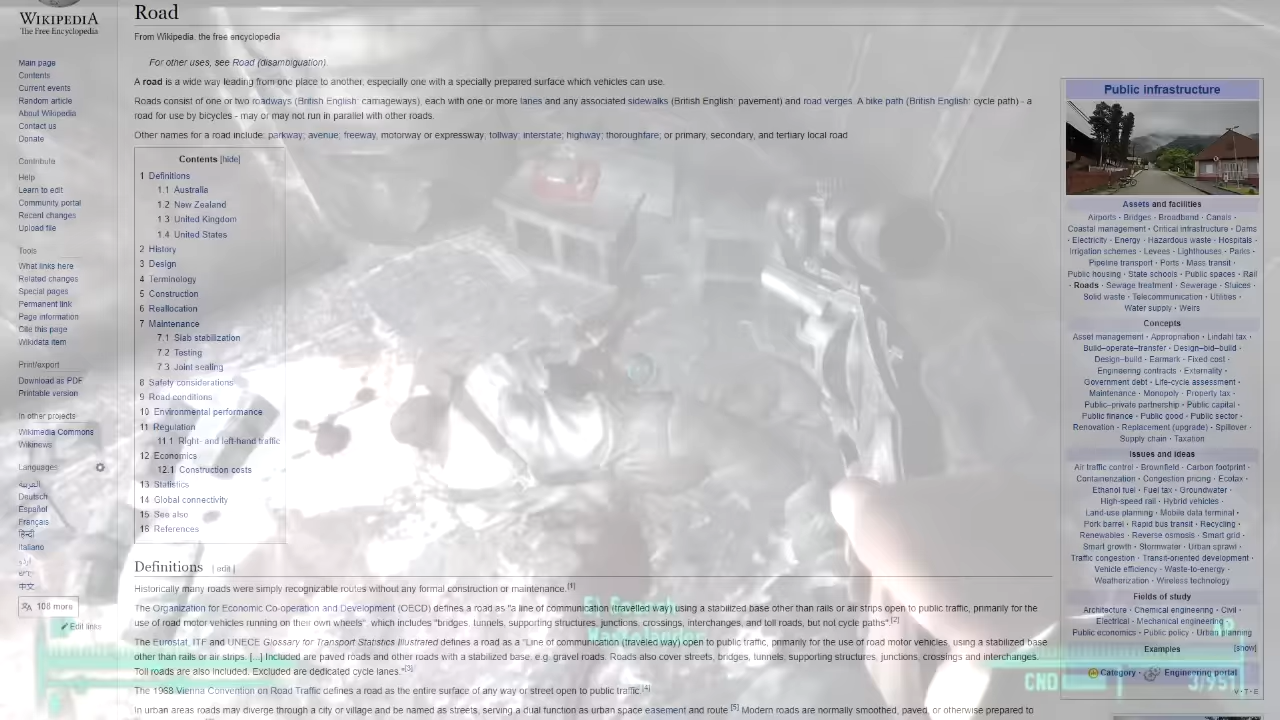 WIKIPEDIA
The Free Encyclopedia
Main page
Contents
Current events
Random article
About Wikipedia
Contact us
Donate
Contribute
Help
Learn to edit
Community portal
Recent changes
Upload file
Tools
What links here
Related changes
Special pages
Permanent link
Page information
Cite this page
Wikidata item
Print/export
Download as PDF
Printable version
In other projects
Wikimedia Commons
Wikinews
Languages
العربية
Deutsch
Español
Français
हिन्दी
Italiano
اردو
中文
108 more
Edit links
Road
From Wikipedia, the free encyclopedia
For other uses, see Road (disambiguation).
A road is a wide way leading from one place to another, especially one with a specially prepared surface which vehicles can use.
Roads consist of one or two roadways (British English: carriageways), each with one or more lanes and any associated sidewalks (British English: pavement) and road verges. A bike path (British English: cycle path) - a
road for use by bicycles - may or may not run in parallel with other roads.
Other names for a road include: parkway; avenue; freeway, motorway or expressway; tollway; interstate; highway; thoroughfare; or primary, secondary, and tertiary local road
Contents [hide]
1 Definitions
1.1 Australia
1.2 New Zealand
1.3 United Kingdom
1.4 United States
2 History
3 Design
4 Terminology
5 Construction
6 Reallocation
7 Maintenance
7.1 Slab stabilization
7.2 Testing
7.3 Joint sealing
8 Safety considerations
9 Road conditions
10 Environmental performance
11 Regulation
11.1 Right- and left-hand traffic
12 Economics
12.1 Construction costs
13 Statistics
14 Global connectivity
15 See also
16 References
Definitions [ edit ]
Historically many roads were simply recognizable routes without any formal construction or maintenance.[1]
The Organization for Economic Co-operation and Development (OECD) defines a road as "a line of communication (travelled way) using a stabilized base other than rails or air strips open to public traffic, primarily for the
use of road motor vehicles running on their own wheels", which includes "bridges, tunnels, supporting structures, junctions, crossings, interchanges, and toll roads, but not cycle paths".[2]
The Eurostat, ITF and UNECE Glossary for Transport Statistics Illustrated defines a road as "Line of communication (travelled way) open to public traffic, primarily for the use of road motor vehicles, using a stabilized base
other than rails or air strips. [...] Included are paved roads and other roads with a stabilized base, e.g. gravel roads. Roads also cover streets, bridges, tunnels, supporting structures, junctions, crossings and interchanges.
Toll roads are also included. Excluded are dedicated cycle lanes."[3]
The 1968 Vienna Convention on Road Traffic defines a road as the entire surface of any way or street open to public traffic.[4]
In urban areas roads may diverge through a city or village and be named as streets, serving a dual function as urban space easement and route.[5] Modern roads are normally smoothed, paved, or otherwise prepared to
Public infrastructure
Assets and facilities
Airports · Bridges · Broadband · Canals ·
Coastal management · Critical infrastructure · Dams
· Electricity · Energy · Hazardous waste · Hospitals ·
Irrigation schemes · Levees · Lighthouses · Parks ·
Pipeline transport · Ports · Mass transit ·
Public housing · State schools · Public spaces · Rail
· Roads · Sewage treatment · Sewerage · Sluices ·
Solid waste · Telecommunication · Utilities ·
Water supply · Weirs
Concepts
Asset management · Appropriation · Lindahl tax ·
Build–operate–transfer · Design–bid–build ·
Design–build · Earmark · Fixed cost ·
Engineering contracts · Externality ·
Government debt · Life-cycle assessment ·
Maintenance · Monopoly · Property tax ·
Public–private partnership · Public capital ·
Public finance · Public good · Public sector ·
Renovation · Replacement (upgrade) · Spillover ·
Supply chain · Taxation
Issues and ideas
Air traffic control · Brownfield · Carbon footprint ·
Containerization · Congestion pricing · Ecotax ·
Ethanol fuel · Fuel tax · Groundwater ·
High-speed rail · Hybrid vehicles ·
Land-use planning · Mobile data terminal ·
Pork barrel · Rapid bus transit · Recycling ·
Renewables · Reverse osmosis · Smart grid ·
Smart growth · Stormwater · Urban sprawl ·
Traffic congestion · Transit-oriented development ·
Vehicle efficiency · Waste-to-energy ·
Weatherization · Wireless technology
Fields of study
Architecture · Chemical engineering · Civil ·
Electrical · Mechanical engineering ·
Public economics · Public policy · Urban planning
Examples [show]
Category · Engineering portal
V · T · E
CND